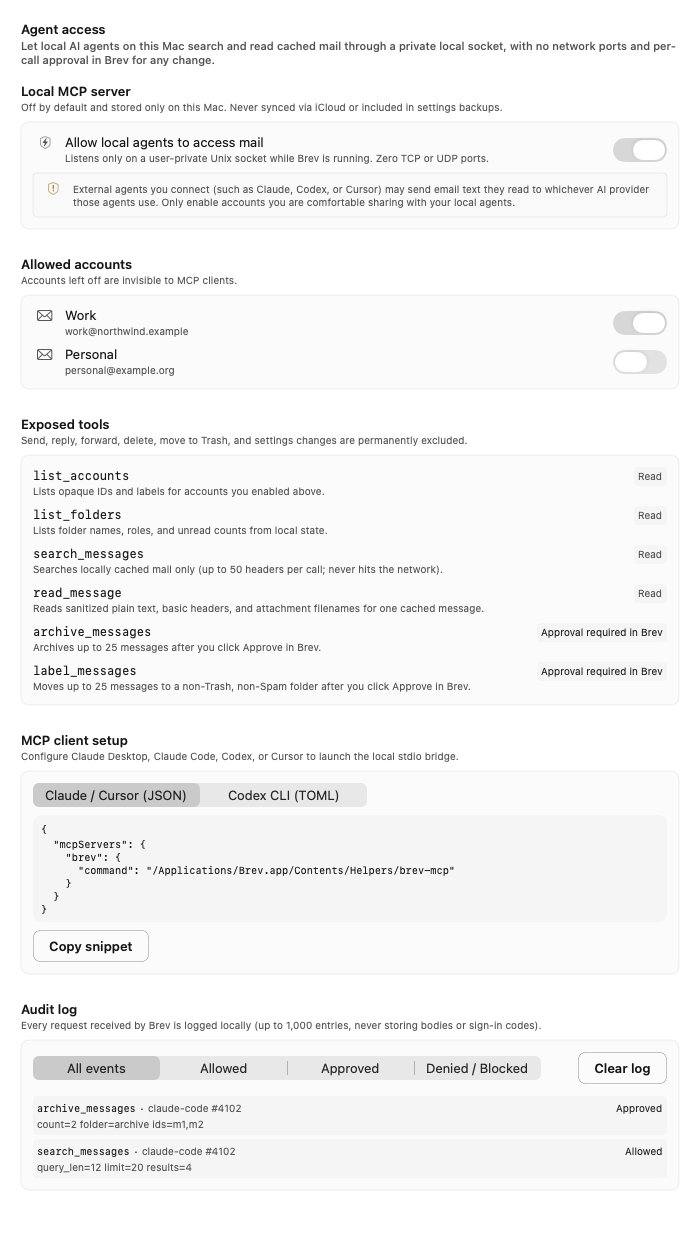 Agent access
Let local AI agents on this Mac search and read cached mail through a private local socket, with no network ports and per-
call approval in Brev for any change.
Local MCP server
Off by default and stored only on this Mac. Never synced via iCloud or included in settings backups.
Allow local agents to access mail
Listens only on a user-private Unix socket while Brev is running. Zero TCP or UDP ports.
External agents you connect (such as Claude, Codex, or Cursor) may send email text they read to whichever AI provider
those agents use. Only enable accounts you are comfortable sharing with your local agents.
Allowed accounts
Accounts left off are invisible to MCP clients.
Work
work@northwind.example
Personal
personal@example.org
Exposed tools
Send, reply, forward, delete, move to Trash, and settings changes are permanently excluded.
list_accounts Read
Lists opaque IDs and labels for accounts you enabled above.
list_folders Read
Lists folder names, roles, and unread counts from local state.
search_messages Read
Searches locally cached mail only (up to 50 headers per call; never hits the network).
read_message Read
Reads sanitized plain text, basic headers, and attachment filenames for one cached message.
archive_messages Approval required in Brev
Archives up to 25 messages after you click Approve in Brev.
label_messages Approval required in Brev
Moves up to 25 messages to a non-Trash, non-Spam folder after you click Approve in Brev.
MCP client setup
Configure Claude Desktop, Claude Code, Codex, or Cursor to launch the local stdio bridge.
Claude / Cursor (JSON) Codex CLI (TOML)
{
  "mcpServers": {
    "brev": {
      "command": "/Applications/Brev.app/Contents/Helpers/brev-mcp"
    }
  }
}
Copy snippet
Audit log
Every request received by Brev is logged locally (up to 1,000 entries, never storing bodies or sign-in codes).
All events Allowed Approved Denied / Blocked Clear log
archive_messages · claude-code #4102 Approved
count=2 folder=archive ids=m1,m2
search_messages · claude-code #4102 Allowed
query_len=12 limit=20 results=4